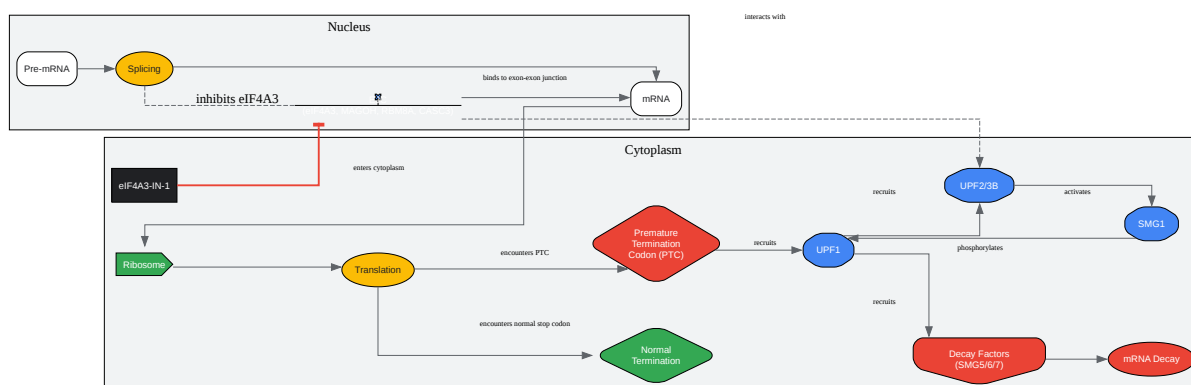 interacts with
Nucleus
Pre-mRNA
Splicing
binds to exon-exon junction
inhibits eIF4A3
mRNA
Cytoplasm
enters cytoplasm
eIF4A3-IN-1
recruits
UPF2/3B
activates
SMG1
Premature
Termination
Codon (PTC)
recruits
UPF1
phosphorylates
Ribosome
Translation
encounters PTC
recruits
encounters normal stop codon
Normal
Termination
Decay Factors
(SMG5/6/7)
mRNA Decay